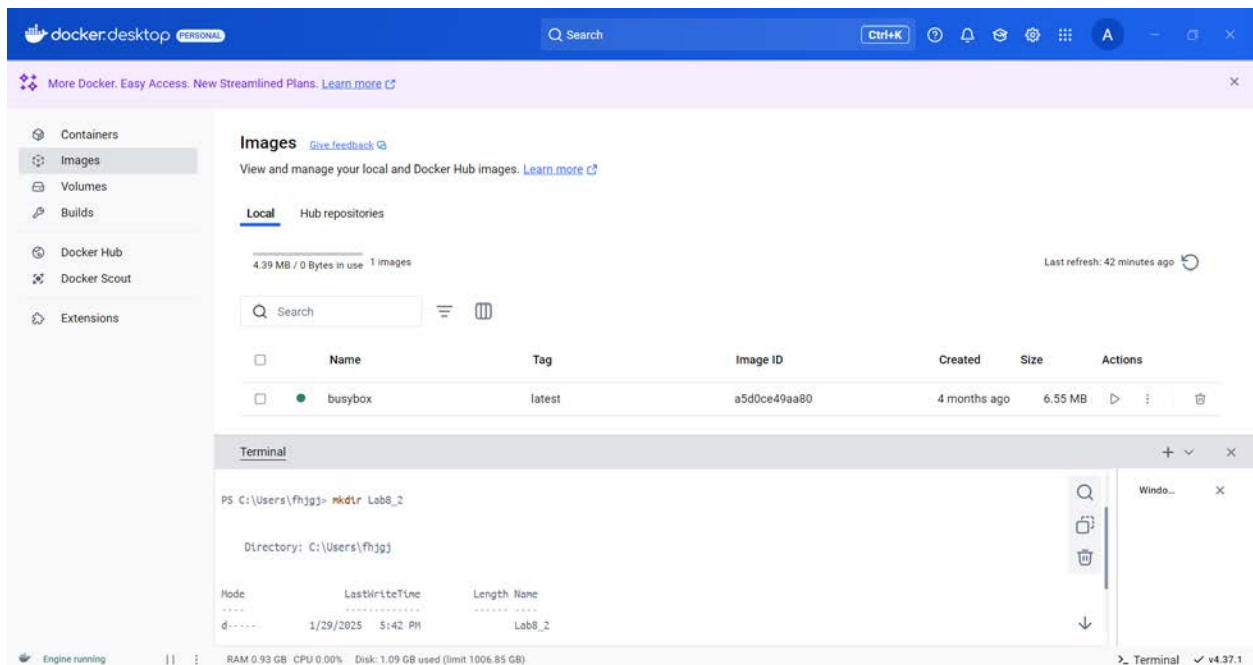 docker.desktop PERSONAL Search Ctrl+K A
More Docker. Easy Access. New Streamlined Plans. Learn more
Containers
Images
Volumes
Builds
Docker Hub
Docker Scout
Extensions
Images Give feedback
View and manage your local and Docker Hub images. Learn more
Local Hub repositories
4.39 MB / 0 Bytes in use 1 images Last refresh: 42 minutes ago
Search
Name Tag Image ID Created Size Actions
busybox latest a5d0ce49aa80 4 months ago 6.55 MB
Terminal
PS C:\Users\fhjgj> mkdir Lab8_2
Directory: C:\Users\fhjgj
Mode LastWriteTime Length Name
---- ------------- ------ ----
d----- 1/29/2025 5:42 PM Lab8_2
Windo...
Engine running RAM 0.93 GB CPU 0.00% Disk: 1.09 GB used (limit 1006.85 GB) Terminal v4.37.1